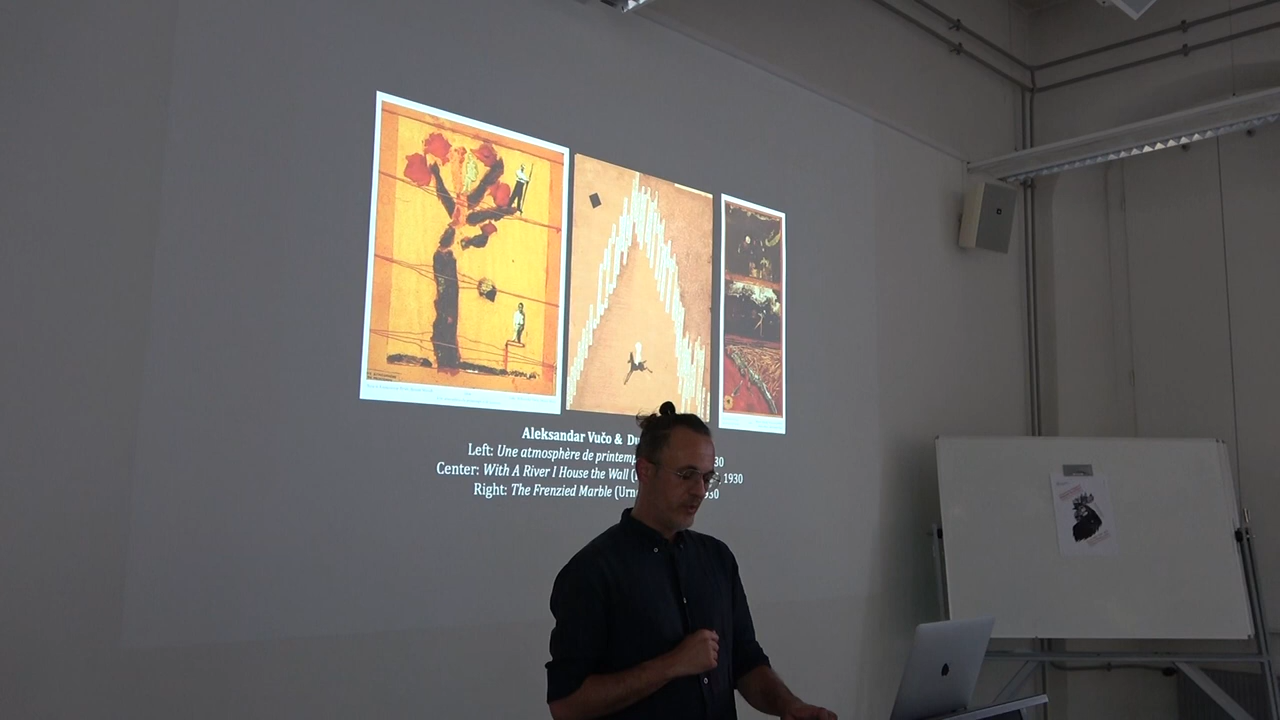 Aleksandar Vučo & Du
Left: Une atmosphère de printemp 30
Center: With A River I House the Wall ( , 1930
Right: The Frenzied Marble (Urn 930